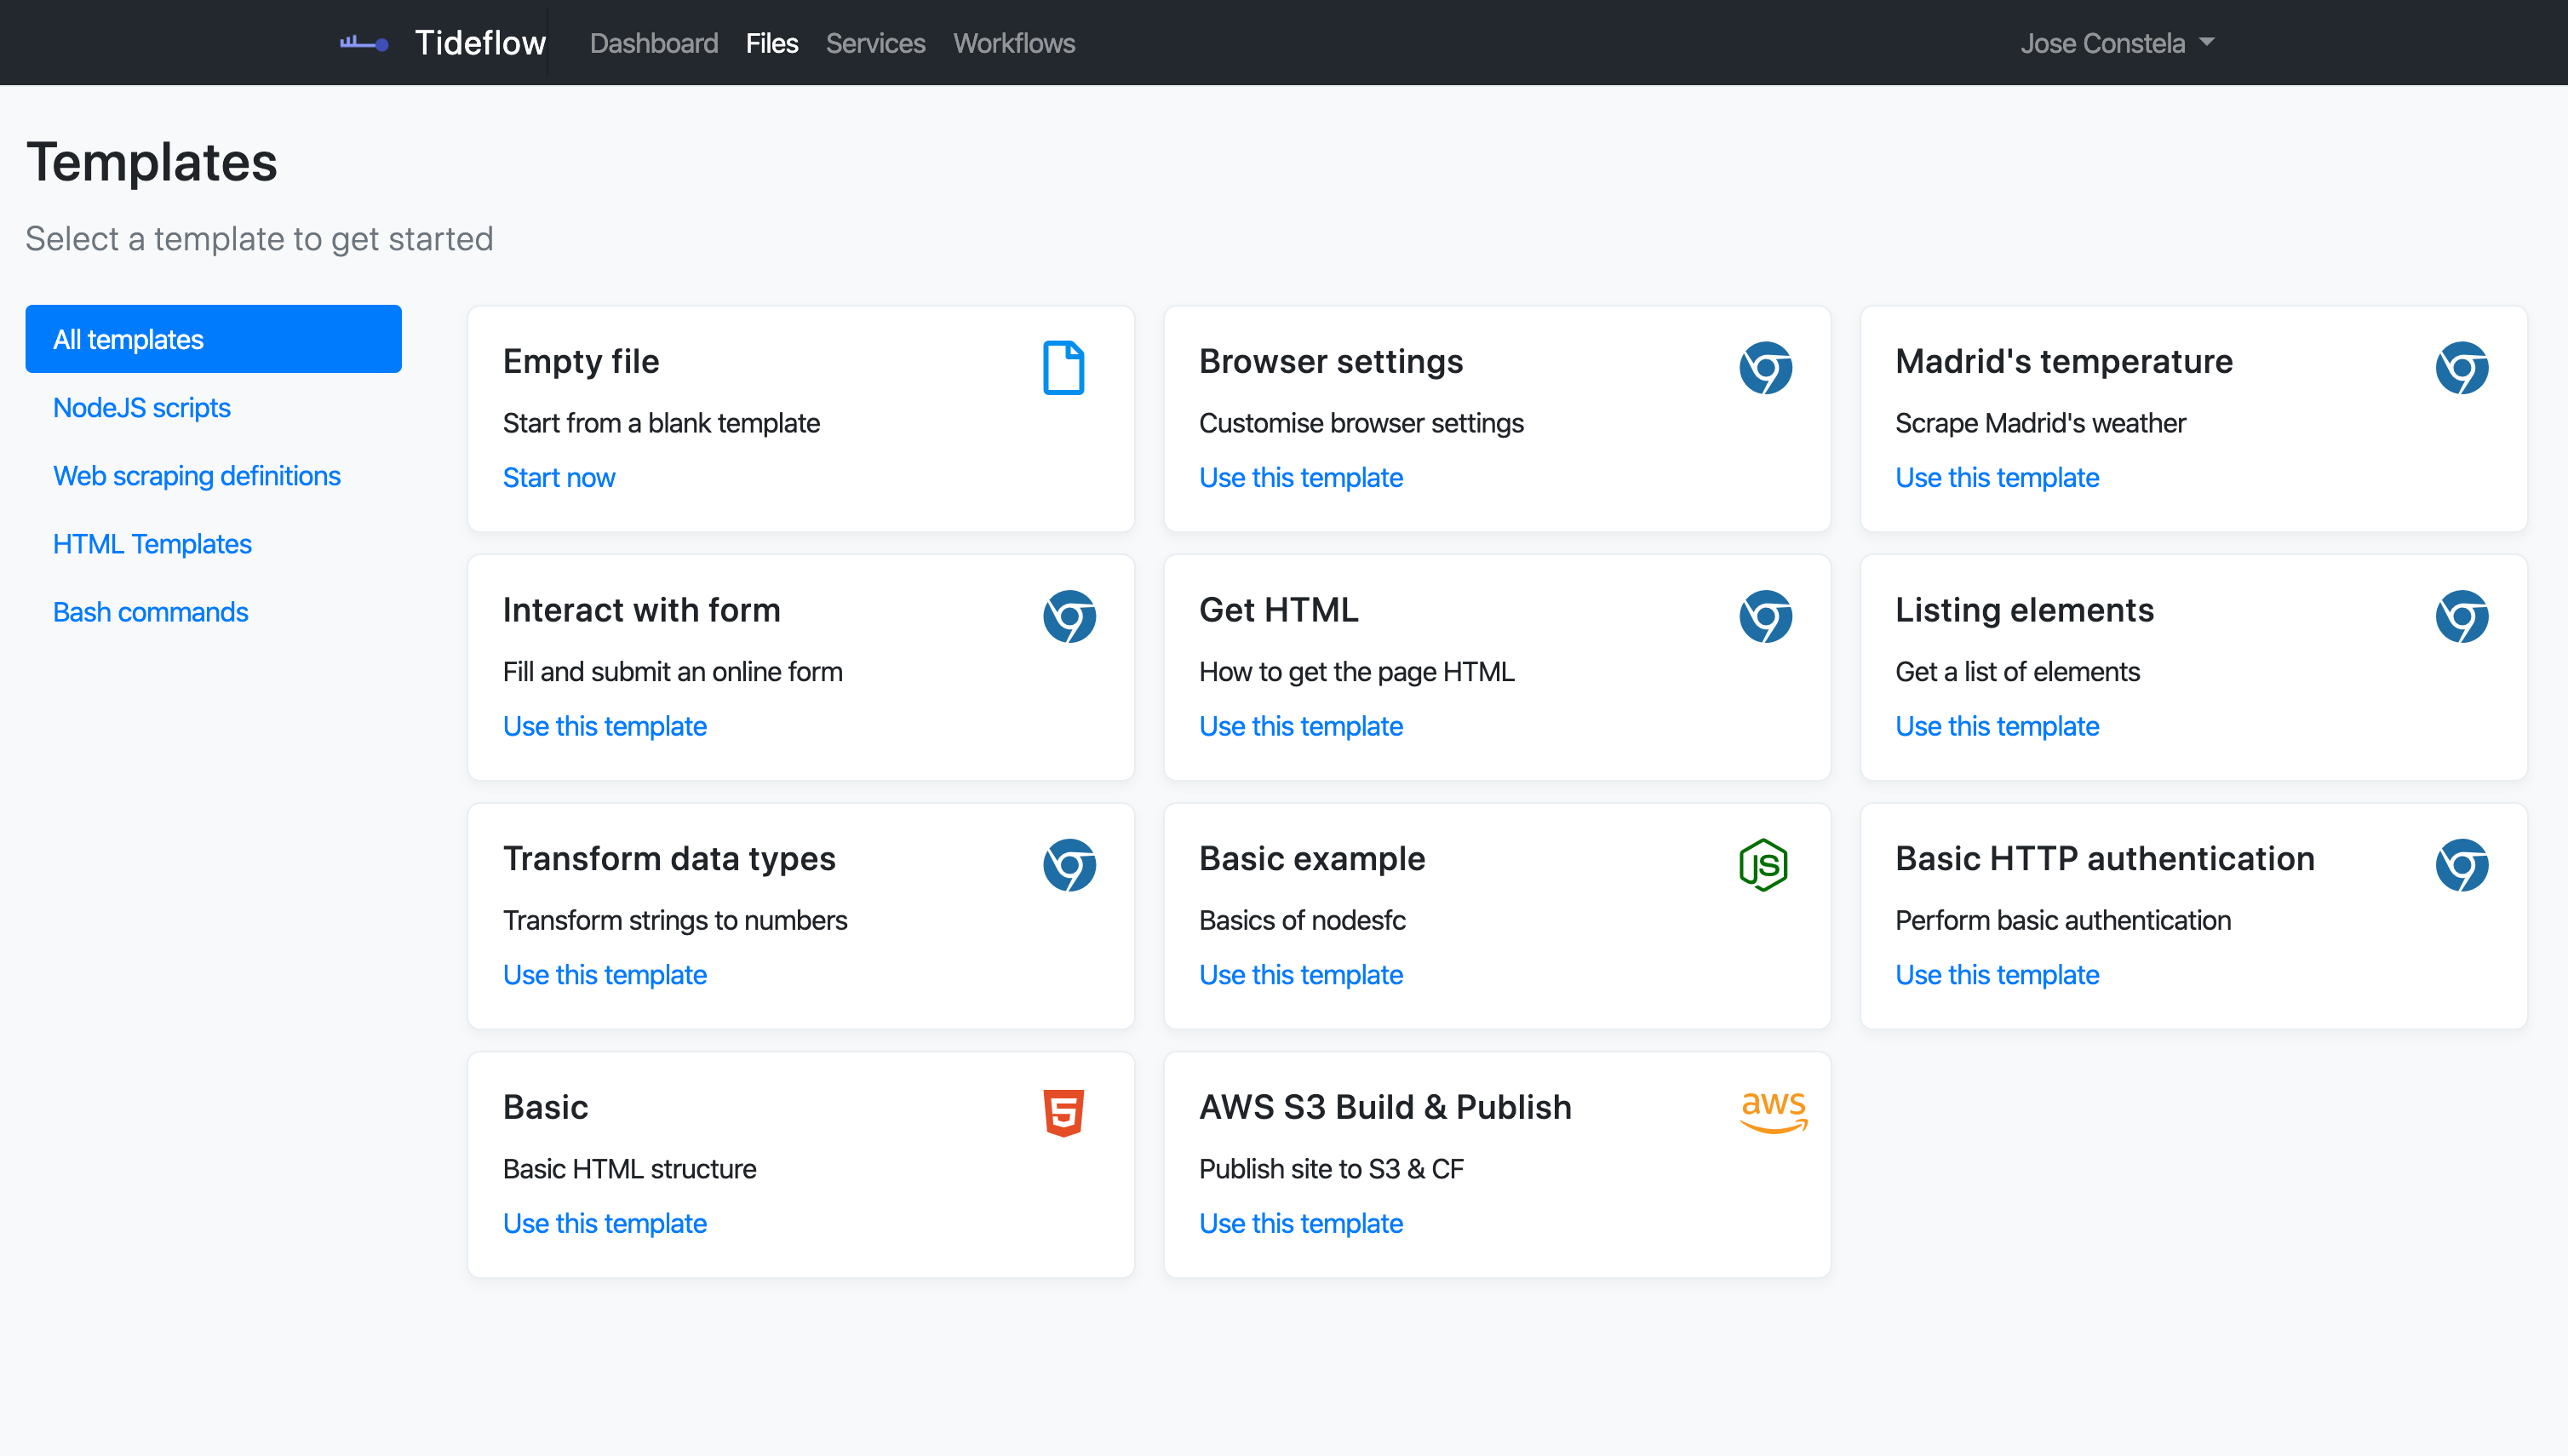 Tideflow Dashboard Files Services Workflows Jose Constela
Templates
Select a template to get started
All templates
NodeJS scripts
Web scraping definitions
HTML Templates
Bash commands
Empty file
Start from a blank template
Start now
Browser settings
Customise browser settings
Use this template
Madrid's temperature
Scrape Madrid's weather
Use this template
Interact with form
Fill and submit an online form
Use this template
Get HTML
How to get the page HTML
Use this template
Listing elements
Get a list of elements
Use this template
Transform data types
Transform strings to numbers
Use this template
Basic example
JS
Basics of nodesfc
Use this template
Basic HTTP authentication
Perform basic authentication
Use this template
Basic
5
Basic HTML structure
Use this template
AWS S3 Build & Publish
aws
Publish site to S3 & CF
Use this template